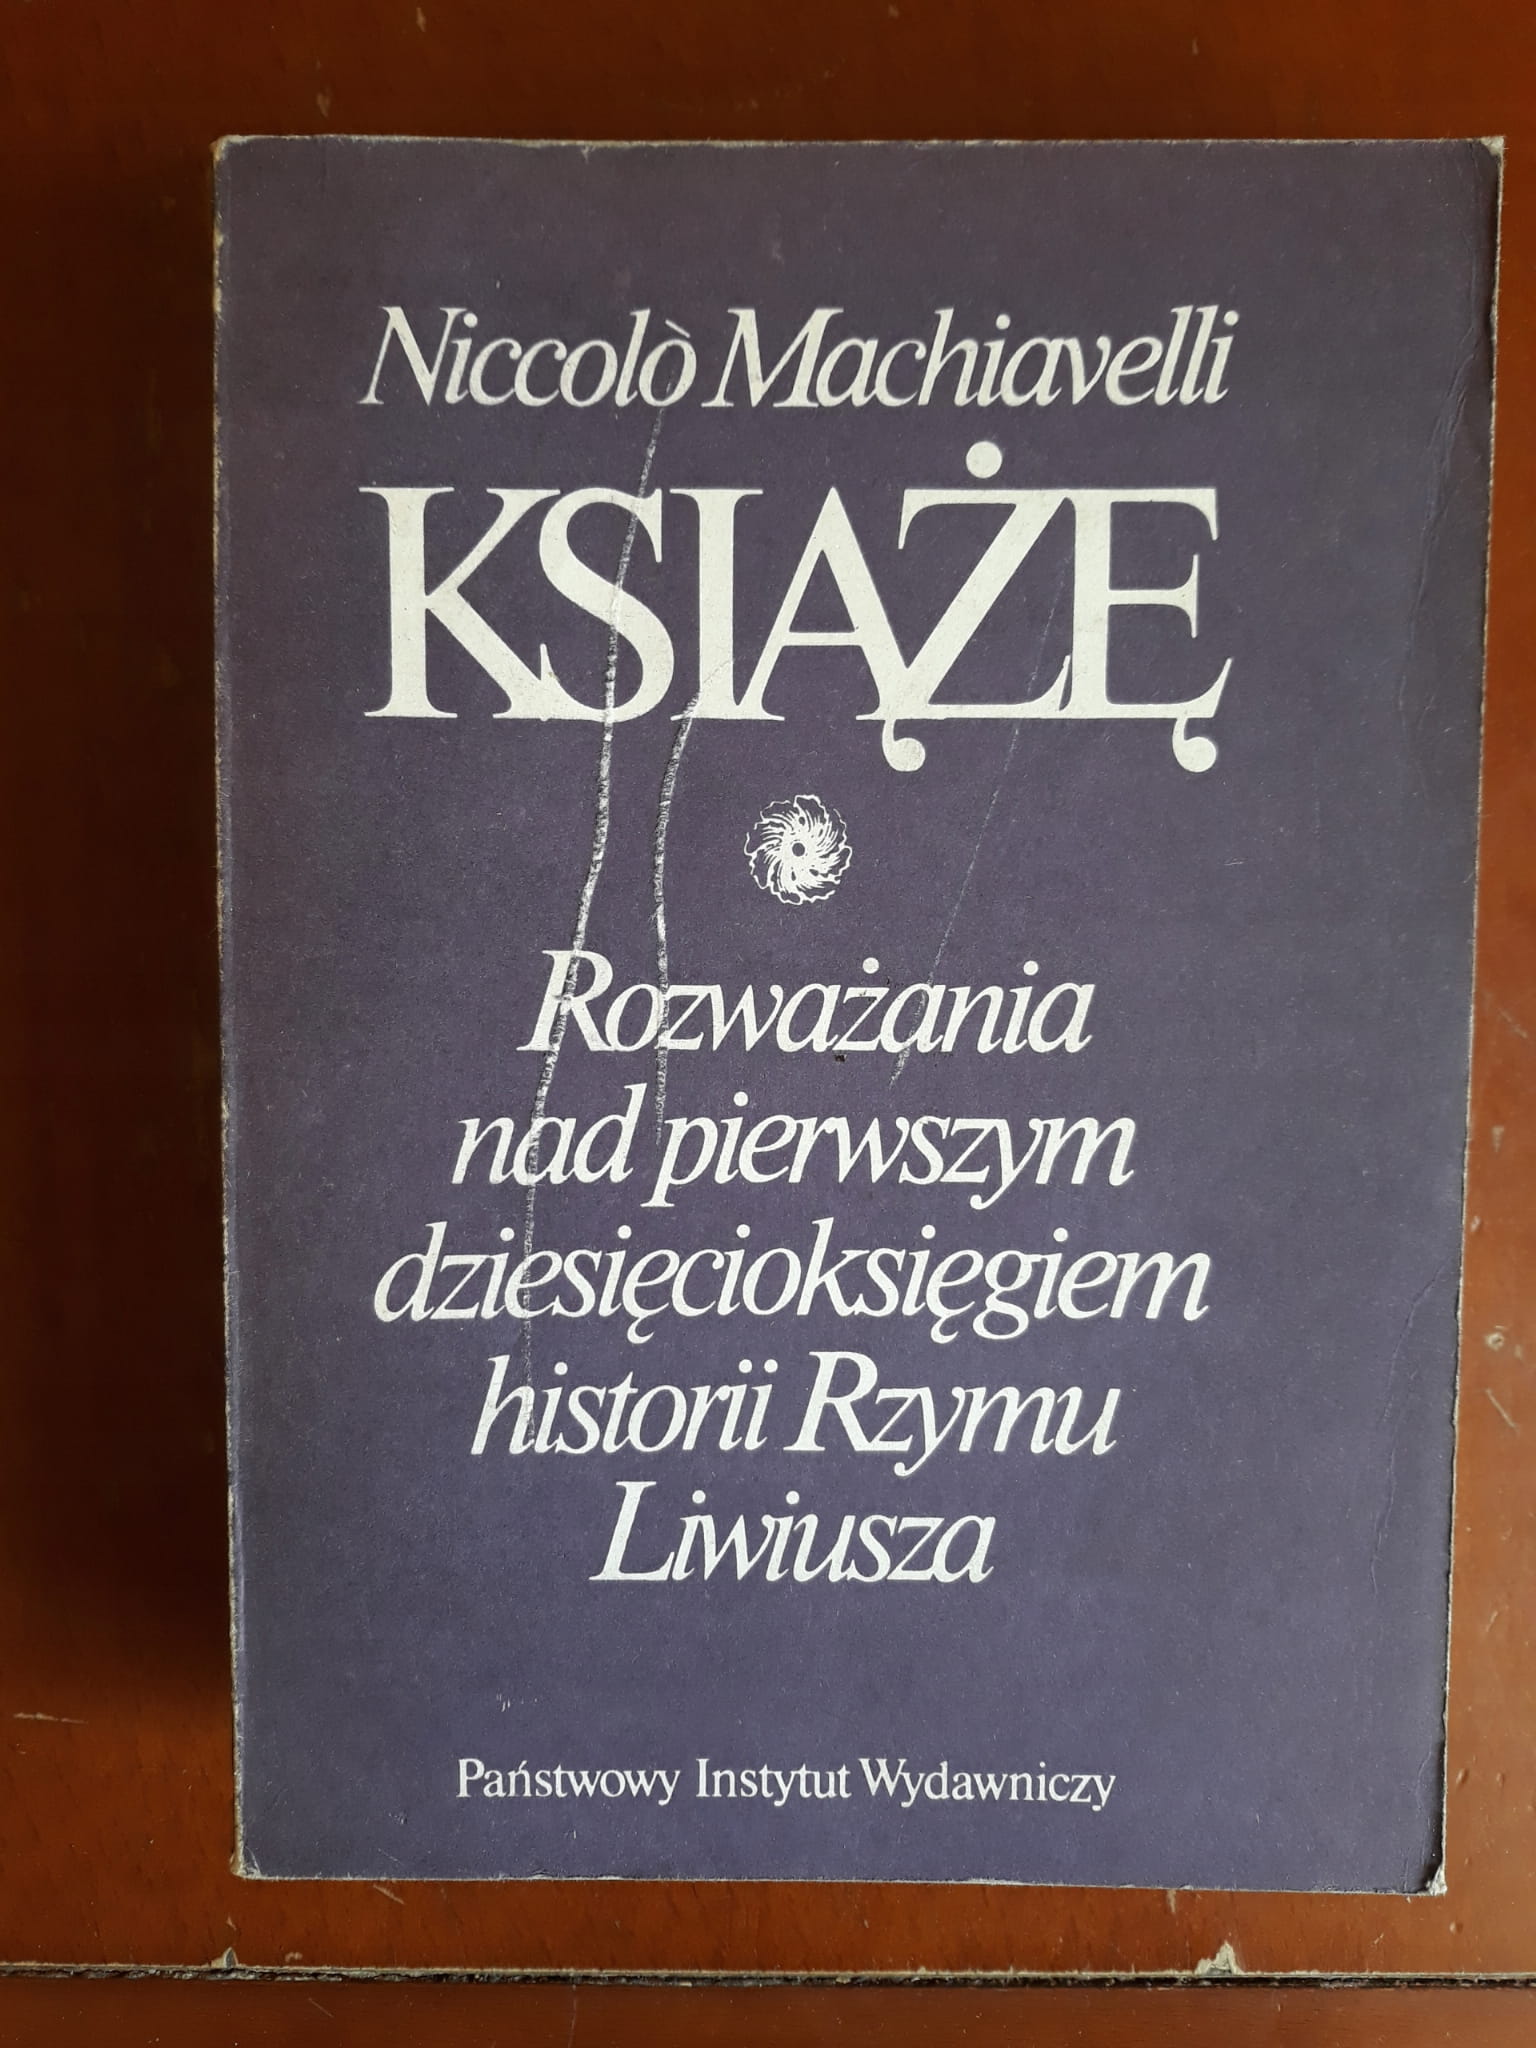 Niccolò Machiavelli
KSIĄŻĘ
Rozważania
nad pierwszym
dziesięcioksięgiem
historii Rzymu
Liwiusza
Państwowy Instytut Wydawniczy